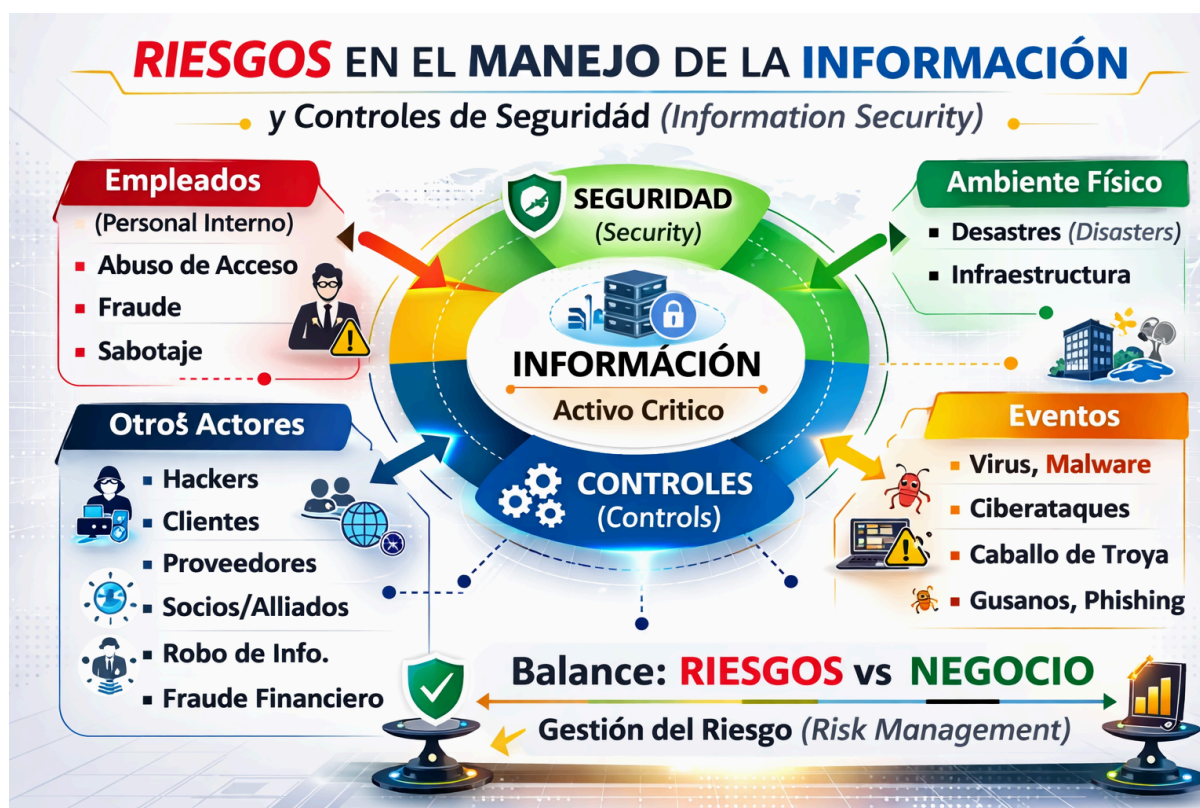 RIESGOS EN EL MANEJO DE LA INFORMACIÓN
y Controles de Seguridád (Information Security)
Empleados
(Personal Interno)
Abuso de Acceso
Fraude
Sabotaje
SEGURIDAD
(Security)
INFORMÁCIÓN
Activo Critico
CONTROLES
(Controls)
Ambiente Físico
Desastres (Disasters)
Infraestructura
Otroś Actores
Hackers
Clientes
Proveedores
Socios/Alliados
Robo de Info.
Fraude Financiero
Eventos
Virus, Malware
Ciberataques
Caballo de Troya
Gusanos, Phishing
Balance: RIESGOS vs NEGOCIO
Gestión del Riesgo (Risk Management)